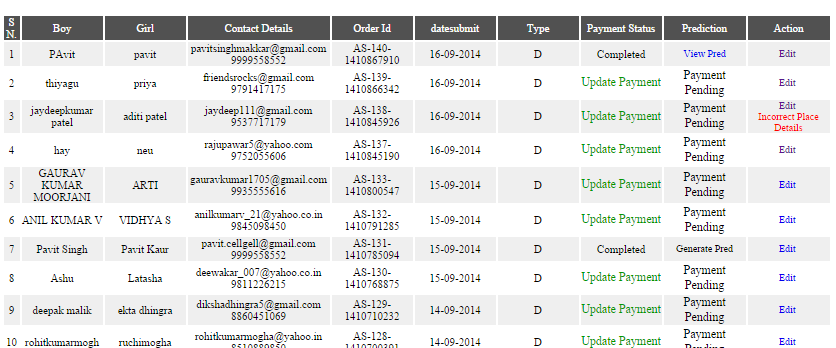 S N. Boy Girl Contact Details Order Id datesubmit Type Payment Status Prediction Action
1 PAvit pavit pavitsinghmakkar@gmail.com 9999558552 AS-140-1410867910 16-09-2014 D Completed View Pred Edit
2 thiyagu priya friendsrocks@gmail.com 9791417175 AS-139-1410866342 16-09-2014 D Update Payment Payment Pending Edit
3 jaydeepkumar patel aditi patel jaydeep111@gmail.com 9537717179 AS-138-1410845926 16-09-2014 D Update Payment Payment Pending Edit Incorrect Place Details
4 hay neu rajupawar5@yahoo.com 9752055606 AS-137-1410845190 16-09-2014 D Update Payment Payment Pending Edit
5 GAURAV KUMAR MOORJANI ARTI gauravkumar1705@gmail.com 9935555616 AS-133-1410800547 15-09-2014 D Update Payment Payment Pending Edit
6 ANIL KUMAR V VIDHYA S anilkumarv_21@yahoo.co.in 9845098450 AS-132-1410791285 15-09-2014 D Update Payment Payment Pending Edit
7 Pavit Singh Pavit Kaur pavit.cellgell@gmail.com 9999558552 AS-131-1410785094 15-09-2014 D Completed Generate Pred Edit
8 Ashu Latasha deewakar_007@yahoo.co.in 9811226215 AS-130-1410768875 15-09-2014 D Update Payment Payment Pending Edit
9 deepak malik ekta dhingra dikshadhingra5@gmail.com 8860451069 AS-129-1410710232 14-09-2014 D Update Payment Payment Pending Edit
10 rohitkumarmogh ruchimogha rohitkumarmogha@yahoo.in AS-128- 14-09-2014 D Update Payment Payment Pending Edit